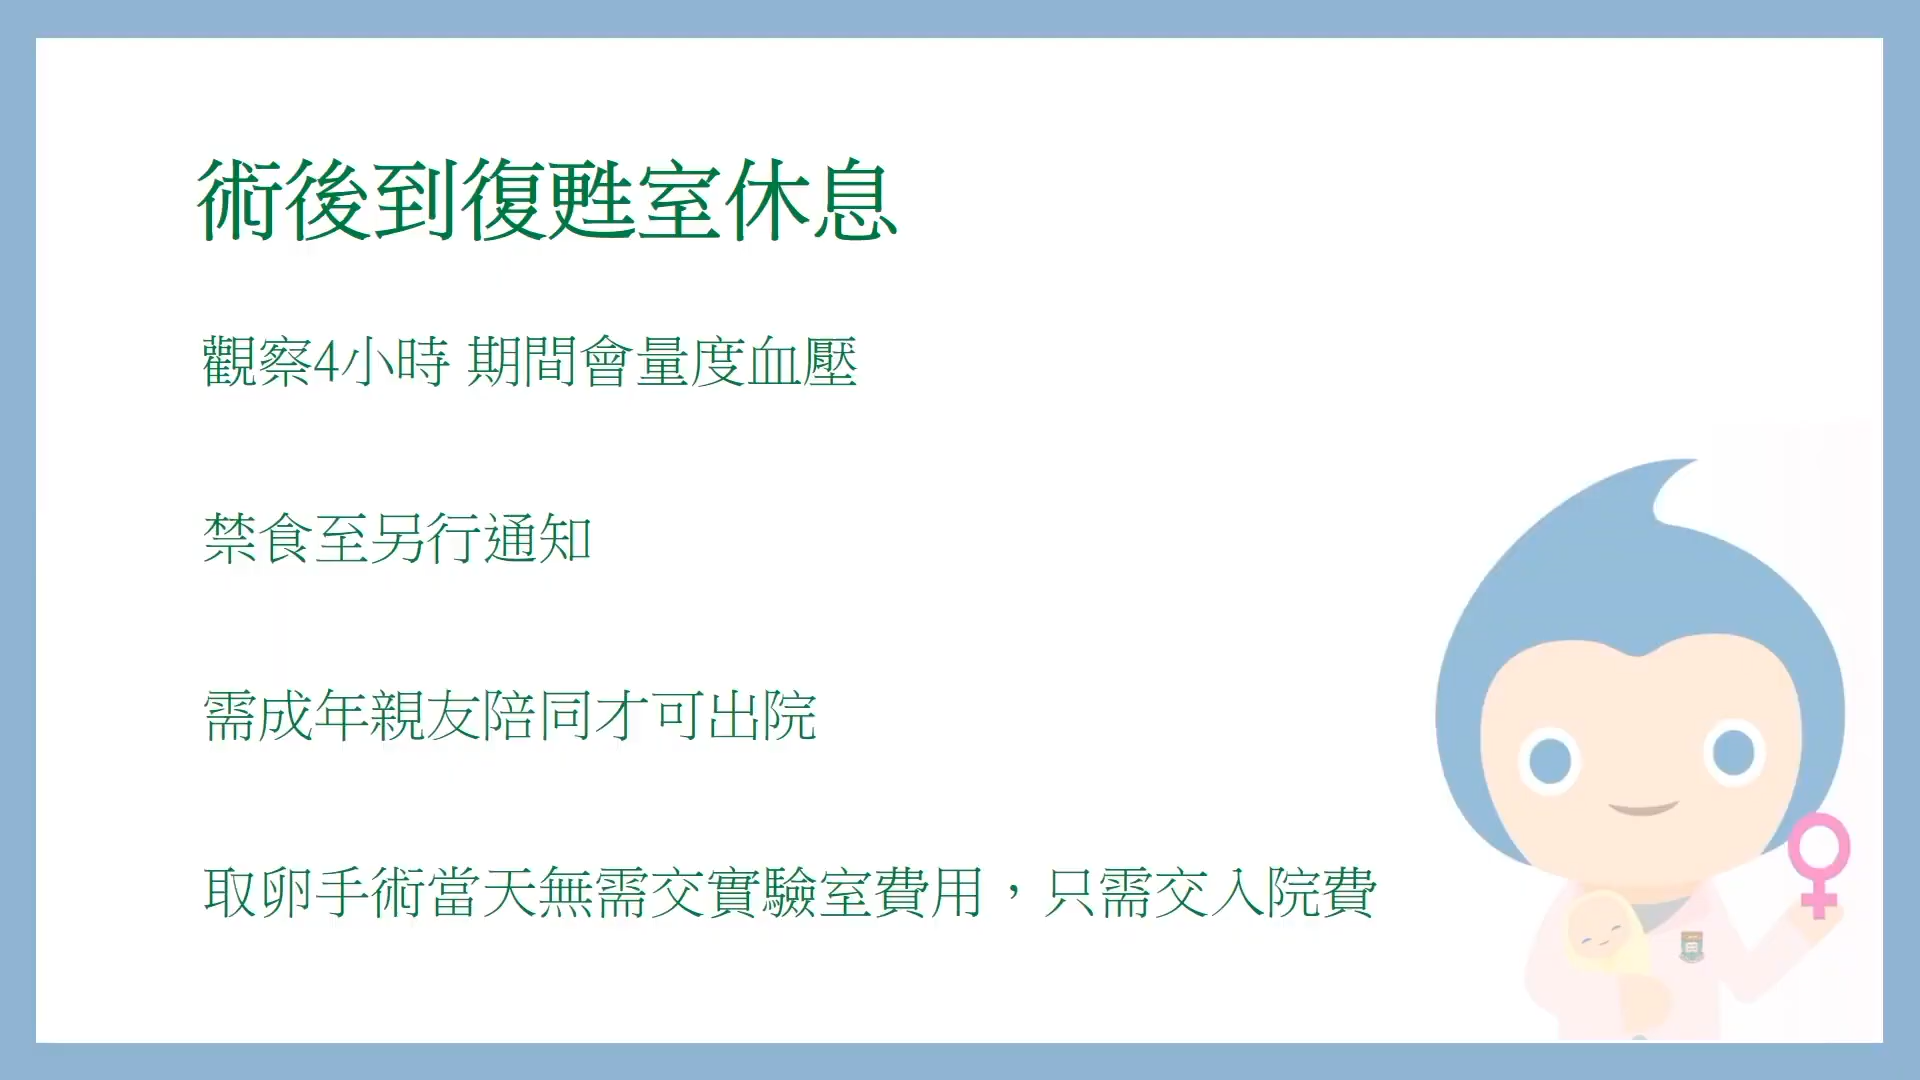 術後到復甦室休息
觀察4小時 期間會量度血壓
禁食至另行通知
需成年親友陪同才可出院
取卵手術當天無需交實驗室費用，只需交入院費